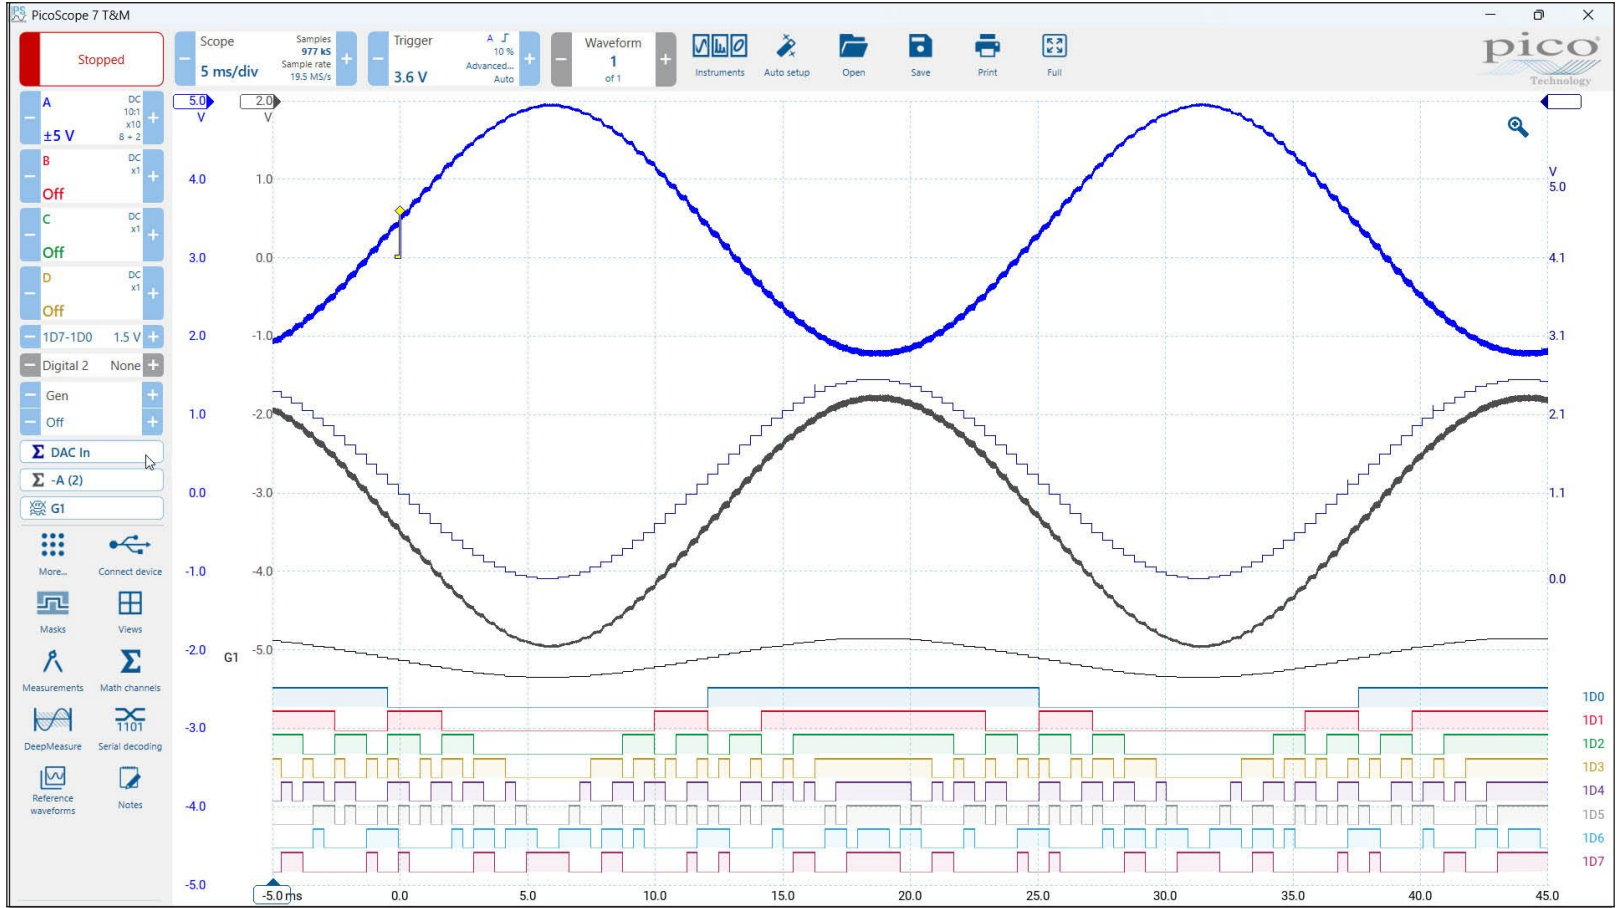 PicoScope 7 T&M
Stopped
Scope
5 ms/div
Samples
977 kS
Sample rate
19.5 MS/s
Trigger
3.6 V
A
10 %
Advanced...
Auto
Waveform
1
of 1
Instruments
Auto setup
Open
Save
Print
Full
pico
Technology
A
DC
10:1
x10
±5 V
8 + 2
B
DC
x1
Off
C
DC
x1
Off
D
DC
x1
Off
1D7-1D0 1.5 V
Digital 2 None
Gen
Off
Σ DAC In
Σ -A (2)
G1
More...
Connect device
Masks
Views
Measurements
Math channels
DeepMeasure
1101
Serial decoding
Reference
waveforms
Notes
5.0
V
4.0
3.0
2.0
1.0
0.0
-1.0
-2.0
-3.0
-4.0
-5.0
2.0
V
1.0
0.0
-1.0
-2.0
-3.0
-4.0
-5.0
G1
V
5.0
4.1
3.1
2.1
1.1
0.0
1D0
1D1
1D2
1D3
1D4
1D5
1D6
1D7
-5.0 ms 0.0 5.0 10.0 15.0 20.0 25.0 30.0 35.0 40.0 45.0